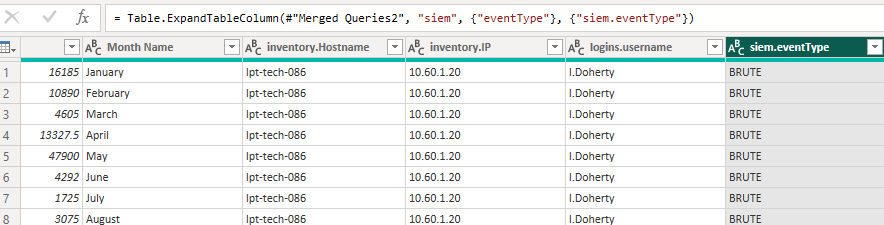 fx = Table.ExpandTableColumn(#"Merged Queries2", "siem", {"eventType"}, {"siem.eventType"})
ABC Month Name ABC inventory.Hostname ABC inventory.IP ABC logins.username ABC siem.eventType
1 16185 January lpt-tech-086 10.60.1.20 I.Doherty BRUTE
2 10890 February lpt-tech-086 10.60.1.20 I.Doherty BRUTE
3 4605 March lpt-tech-086 10.60.1.20 I.Doherty BRUTE
4 13327.5 April lpt-tech-086 10.60.1.20 I.Doherty BRUTE
5 47900 May lpt-tech-086 10.60.1.20 I.Doherty BRUTE
6 4292 June lpt-tech-086 10.60.1.20 I.Doherty BRUTE
7 1725 July lpt-tech-086 10.60.1.20 I.Doherty BRUTE
8 3075 August lpt-tech-086 10.60.1.20 I.Doherty BRUTE